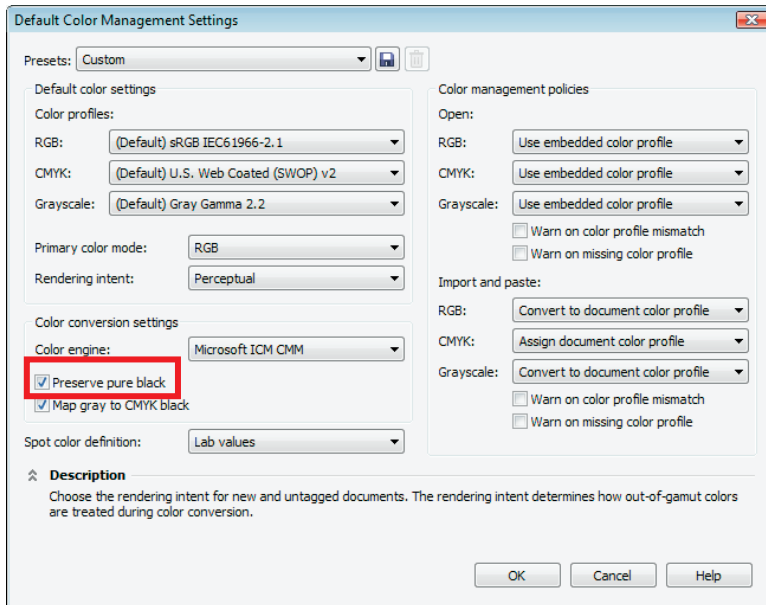 Default Color Management Settings
Presets: Custom
Default color settings
Color profiles:
RGB: (Default) sRGB IEC61966-2.1
CMYK: (Default) U.S. Web Coated (SWOP) v2
Grayscale: (Default) Gray Gamma 2.2
Primary color mode: RGB
Rendering intent: Perceptual
Color conversion settings
Color engine: Microsoft ICM CMM
Preserve pure black
Map gray to CMYK black
Spot color definition: Lab values
Color management policies
Open:
RGB: Use embedded color profile
CMYK: Use embedded color profile
Grayscale: Use embedded color profile
Warn on color profile mismatch
Warn on missing color profile
Import and paste:
RGB: Convert to document color profile
CMYK: Assign document color profile
Grayscale: Convert to document color profile
Warn on color profile mismatch
Warn on missing color profile
Description
Choose the rendering intent for new and untagged documents. The rendering intent determines how out-of-gamut colors
are treated during color conversion.
OK Cancel Help